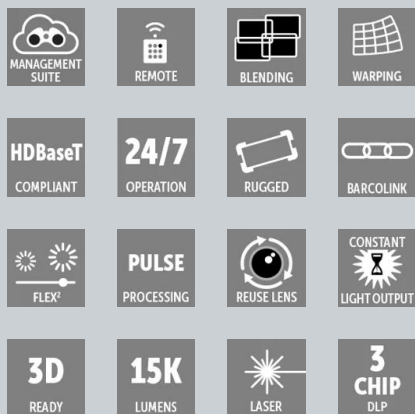 MANAGEMENT
SUITE
REMOTE
BLENDING
WARPING
HDBaseT
COMPLIANT
24/7
OPERATION
RUGGED
BARCOLINK
FLEX²
PULSE
PROCESSING
REUSE LENS
CONSTANT
LIGHT OUTPUT
3D
READY
15K
LUMENS
LASER
3
CHIP
DLP